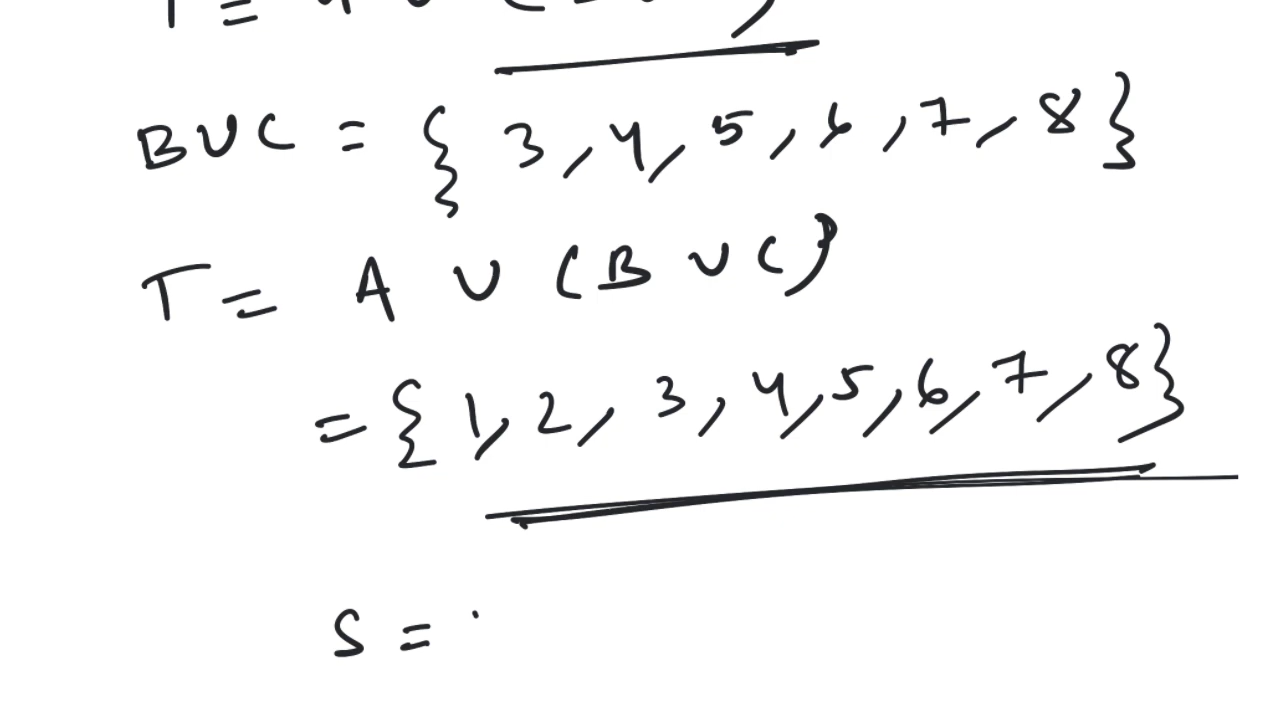 B U C = { 3, 4, 5, 6, 7, 8 }
T = A U (B U C)
= { 1, 2, 3, 4, 5, 6, 7, 8 }
S =